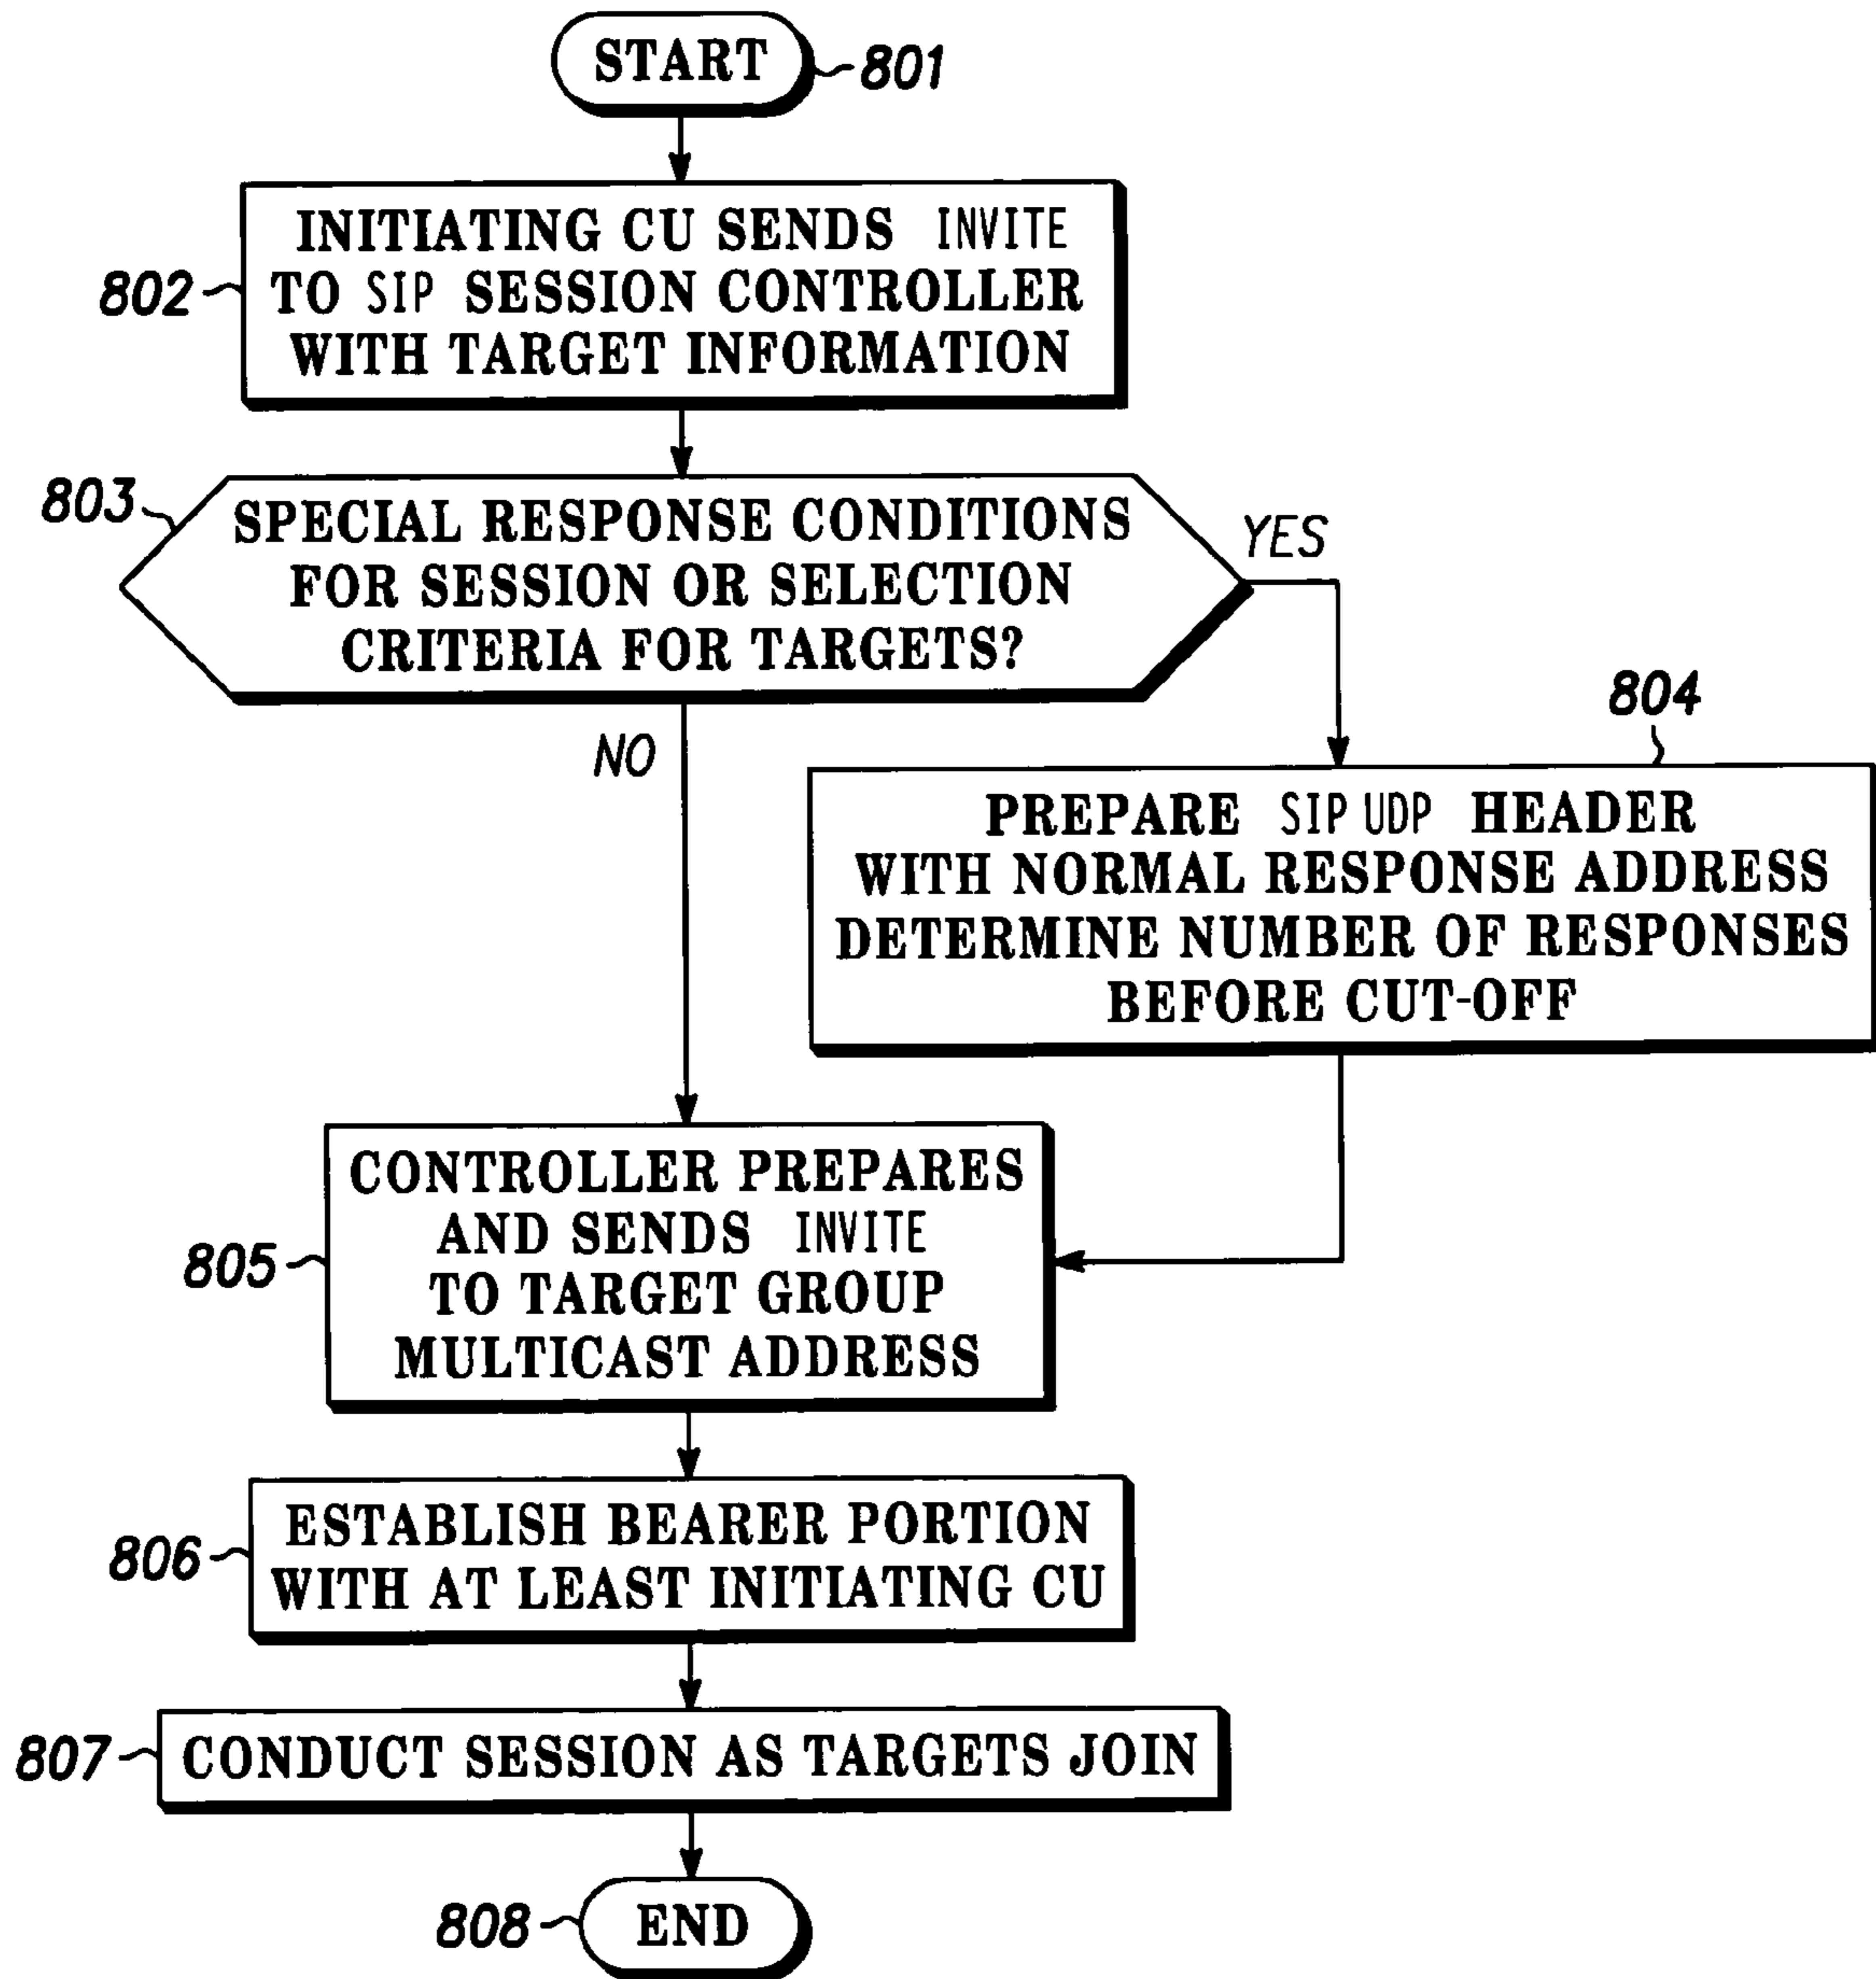 START
801
INITIATING CU SENDS INVITE
TO SIP SESSION CONTROLLER
WITH TARGET INFORMATION
802
803
SPECIAL RESPONSE CONDITIONS
FOR SESSION OR SELECTION
CRITERIA FOR TARGETS?
YES
NO
804
PREPARE SIP UDP HEADER
WITH NORMAL RESPONSE ADDRESS
DETERMINE NUMBER OF RESPONSES
BEFORE CUT-OFF
CONTROLLER PREPARES
AND SENDS INVITE
TO TARGET GROUP
MULTICAST ADDRESS
805
ESTABLISH BEARER PORTION
WITH AT LEAST INITIATING CU
806
807
CONDUCT SESSION AS TARGETS JOIN
808
END